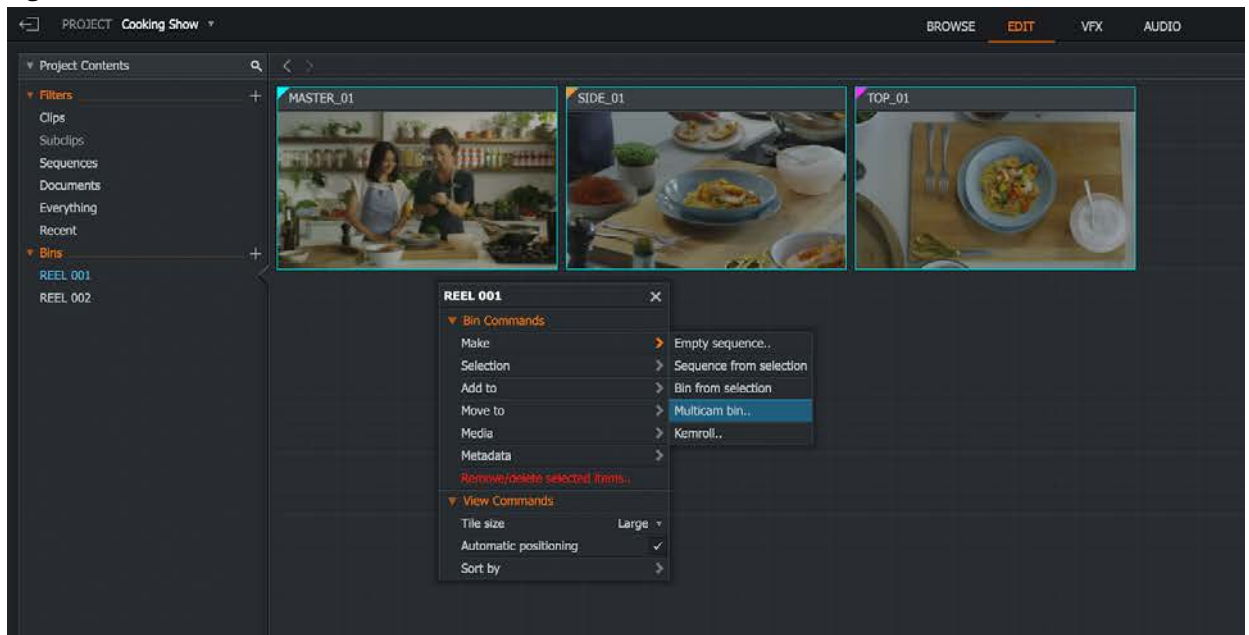 PROJECT Cooking Show
BROWSE EDIT VFX AUDIO
Project Contents
Filters
Clips
Subclips
Sequences
Documents
Everything
Recent
Bins
REEL 001
REEL 002
MASTER_01
SIDE_01
TOP_01
REEL 001
Bin Commands
Make
Selection
Add to
Move to
Media
Metadata
Remove/delete selected items..
View Commands
Tile size Large
Automatic positioning
Sort by
Empty sequence..
Sequence from selection
Bin from selection
Multicam bin..
Kemroll..